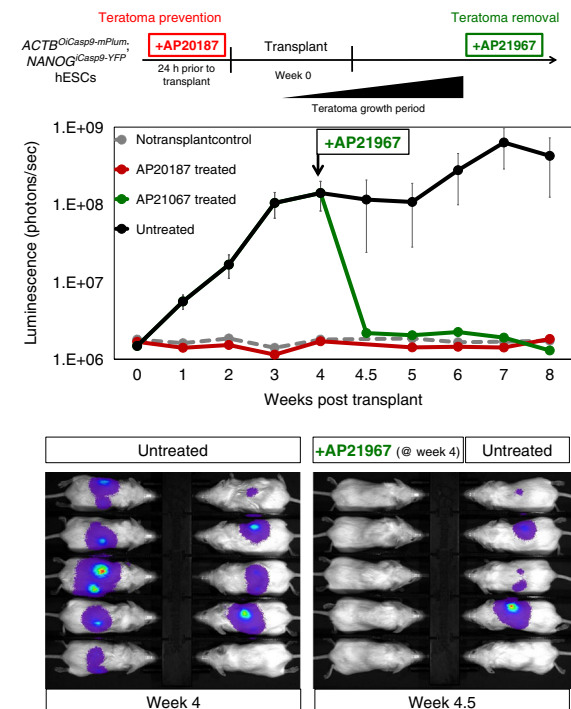 Teratoma prevention
Teratoma removal
ACTB^OiCasp9-mPlum;
NANOG^iCasp9-YFP
hESCs
+AP20187
Transplant
+AP21967
24 h prior to
transplant
Week 0
Teratoma growth period
Luminescence (photons/sec)
1.E+09
1.E+08
1.E+07
1.E+06
Notransplantcontrol
AP20187 treated
AP21067 treated
Untreated
+AP21967
0 1 2 3 4 4.5 5 6 7 8
Weeks post transplant
Untreated
+AP21967 (@ week 4)
Untreated
Week 4
Week 4.5